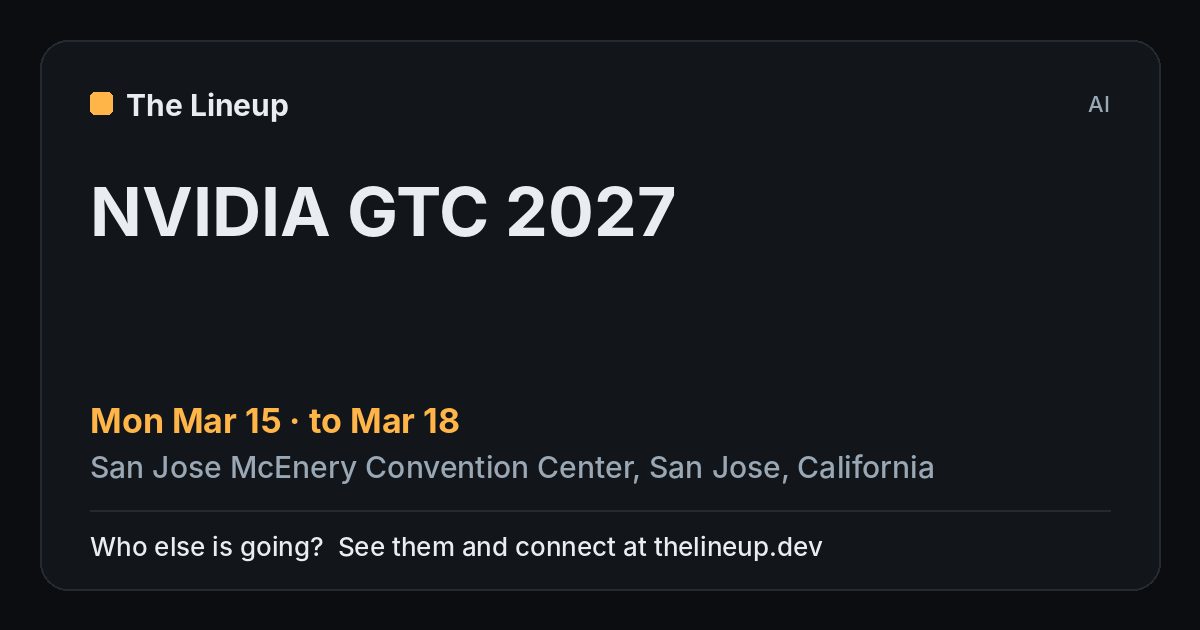 The Lineup
AI
NVIDIA GTC 2027
Mon Mar 15 · to Mar 18
San Jose McEnery Convention Center, San Jose, California
Who else is going? See them and connect at thelineup.dev